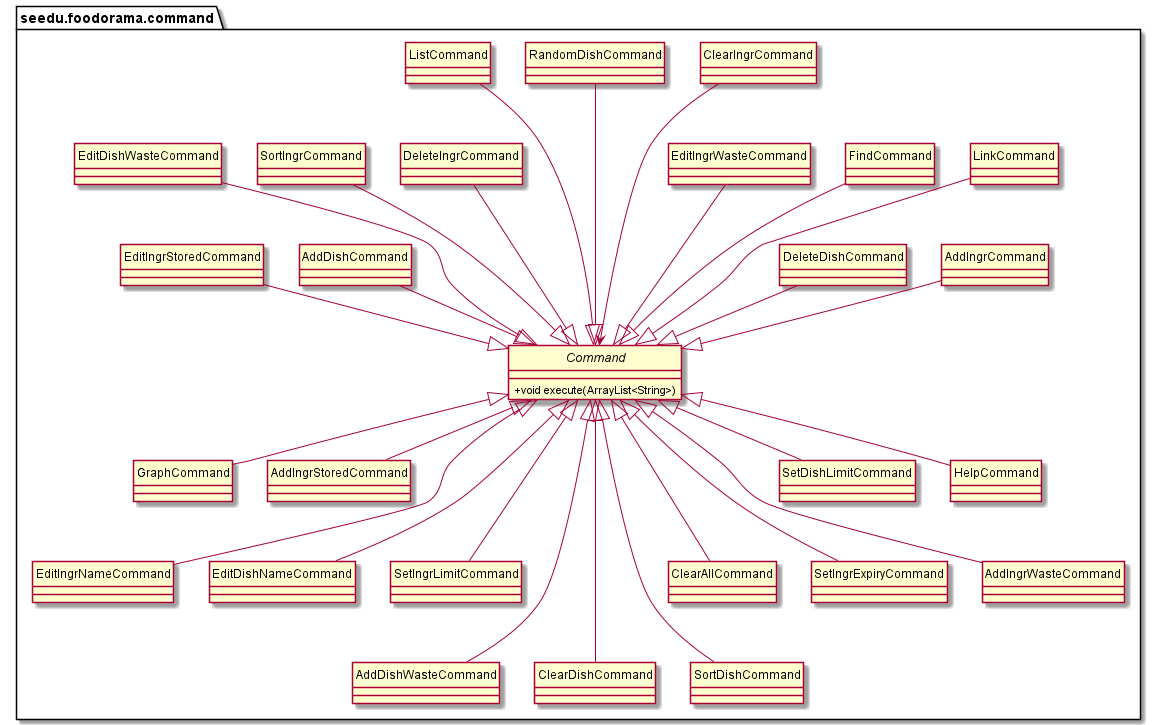 seedu.foodorama.command
ListCommand
RandomDishCommand
ClearIngrCommand
EditDishWasteCommand
SortIngrCommand
DeleteIngrCommand
EditIngrWasteCommand
FindCommand
LinkCommand
EditIngrStoredCommand
AddDishCommand
DeleteDishCommand
AddIngrCommand
Command
+void execute(ArrayList<String>)
GraphCommand
AddIngrStoredCommand
SetDishLimitCommand
HelpCommand
EditIngrNameCommand
EditDishNameCommand
SetIngrLimitCommand
ClearAllCommand
SetIngrExpiryCommand
AddIngrWasteCommand
AddDishWasteCommand
ClearDishCommand
SortDishCommand